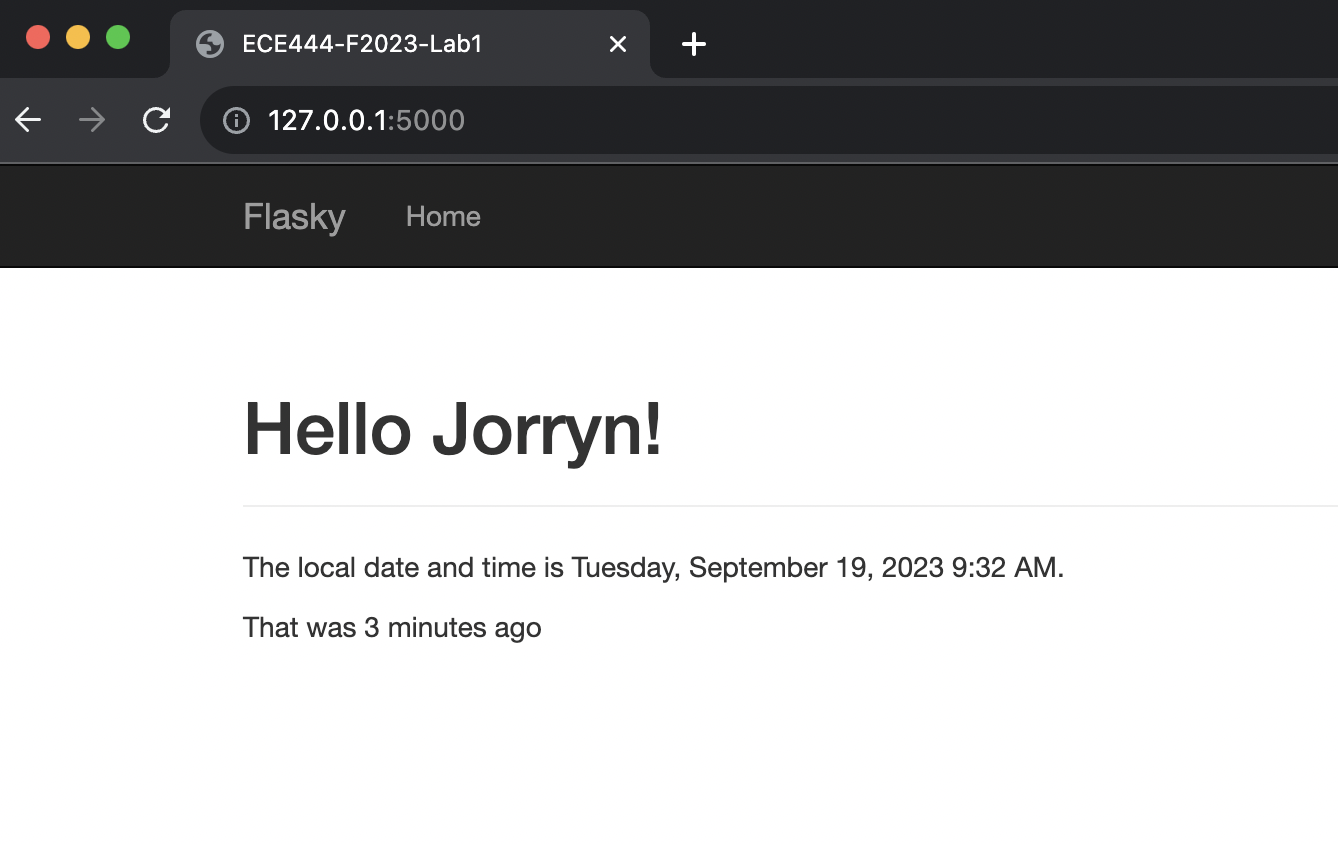 ECE444-F2023-Lab1
127.0.0.1:5000
Flasky Home
Hello Jorryn!
The local date and time is Tuesday, September 19, 2023 9:32 AM.
That was 3 minutes ago